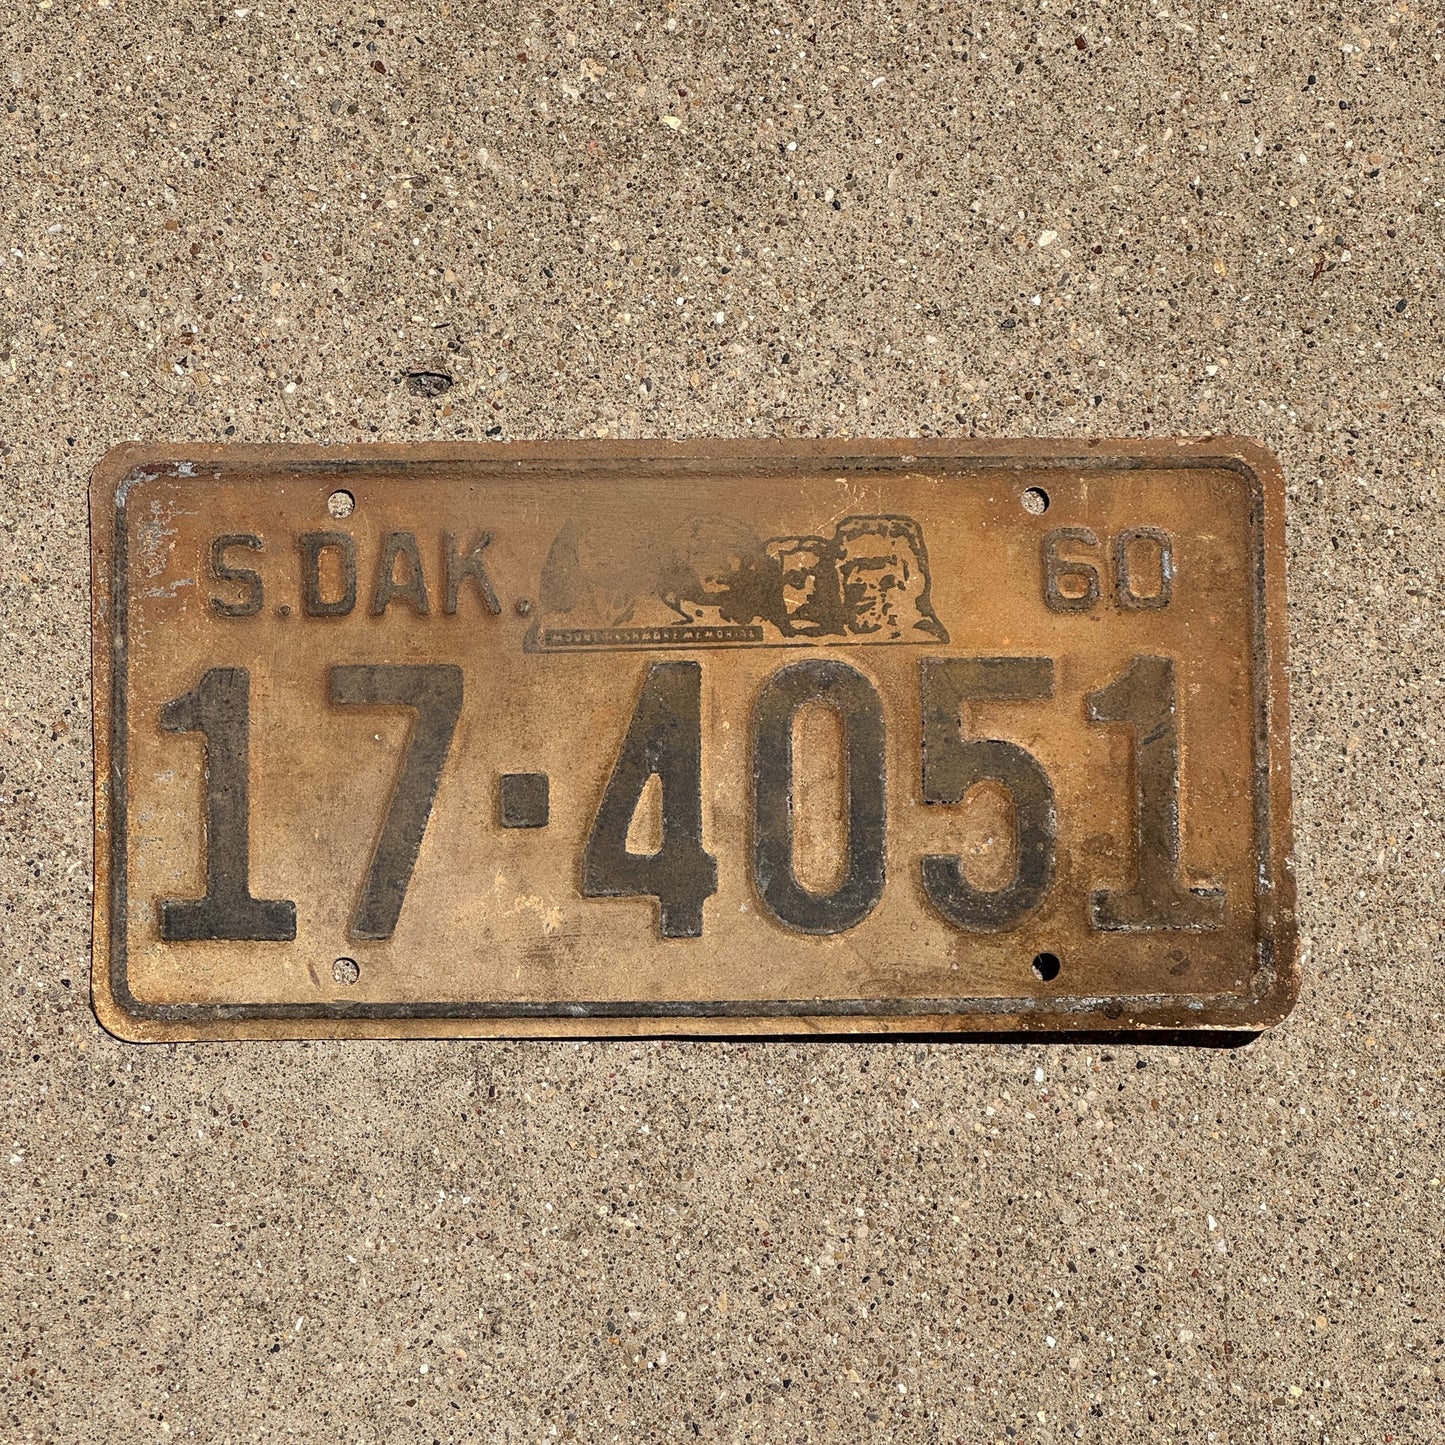 S.DAK. 60
MOUNT RUSHMORE MEMORIAL
17-4051